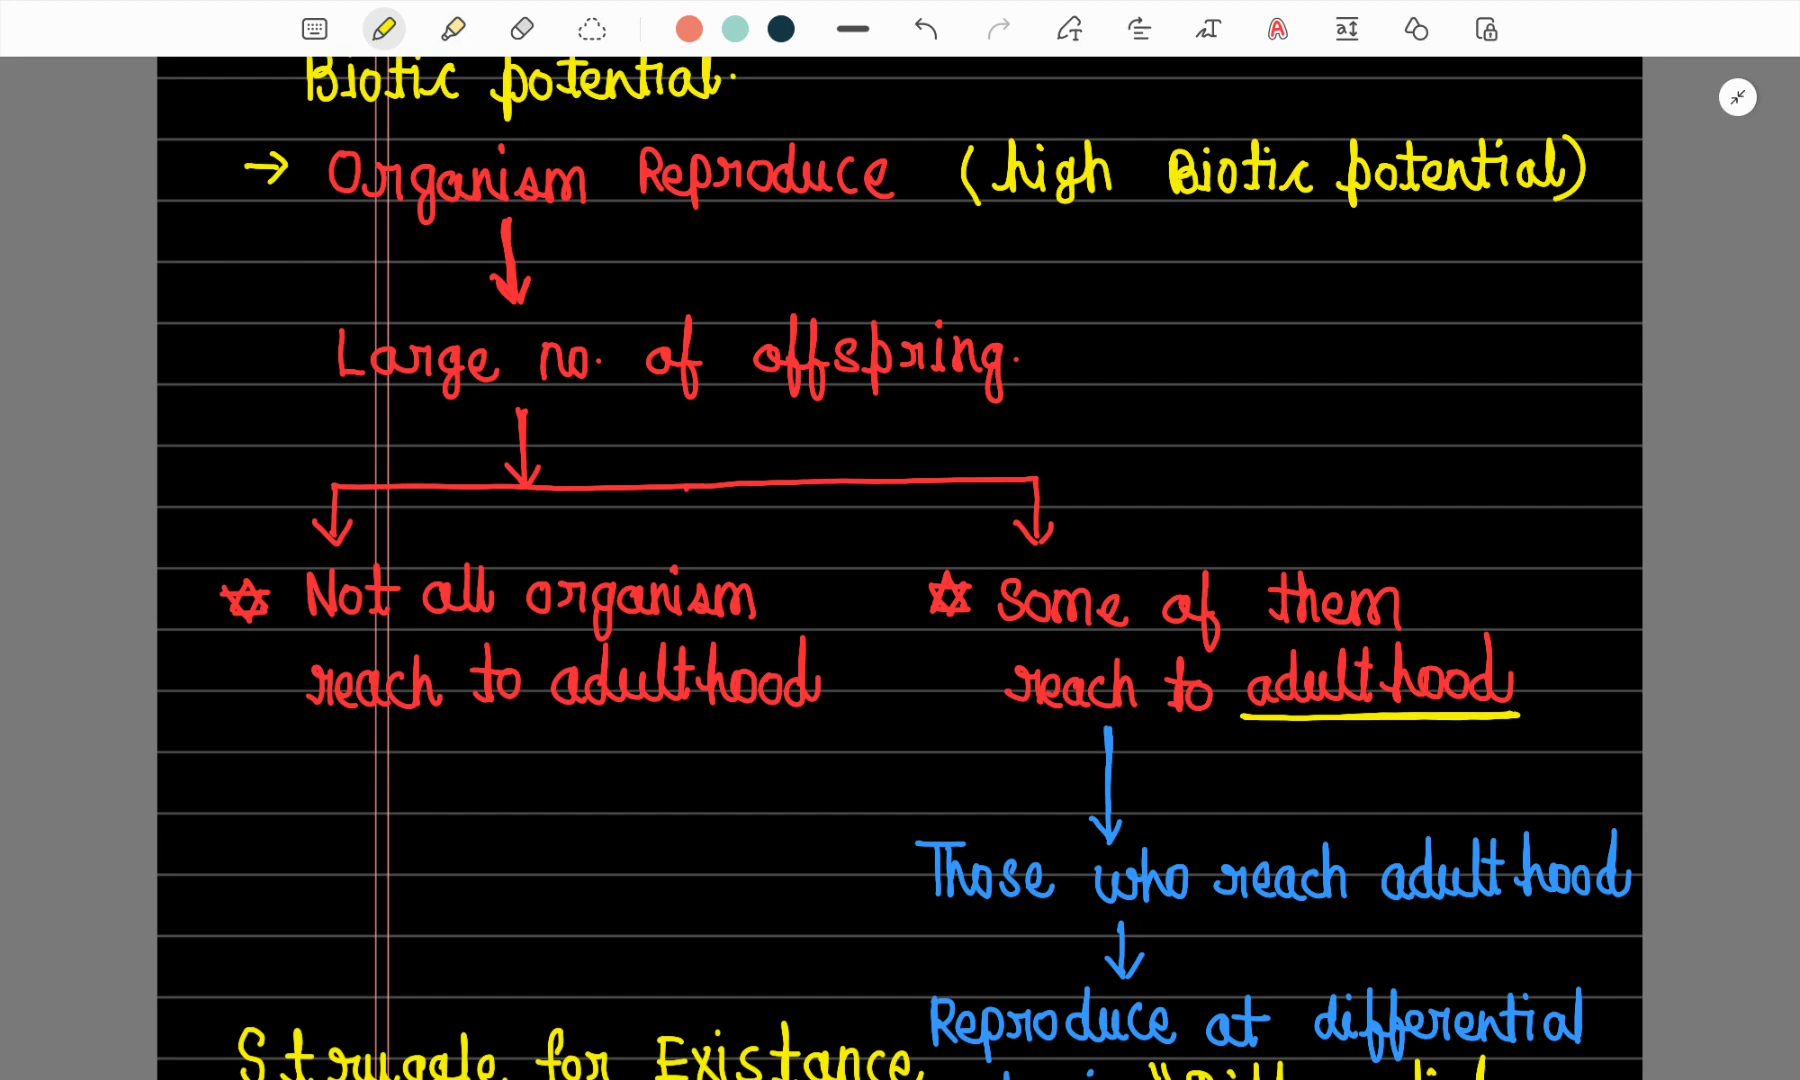 Biotic potential.
→ Organism Reproduce (high Biotic potential)
Large no. of offspring.
Not all organism
reach to adulthood
Some of them
reach to adulthood
Those who reach adulthood
Reproduce at differential
Struggle for Existance